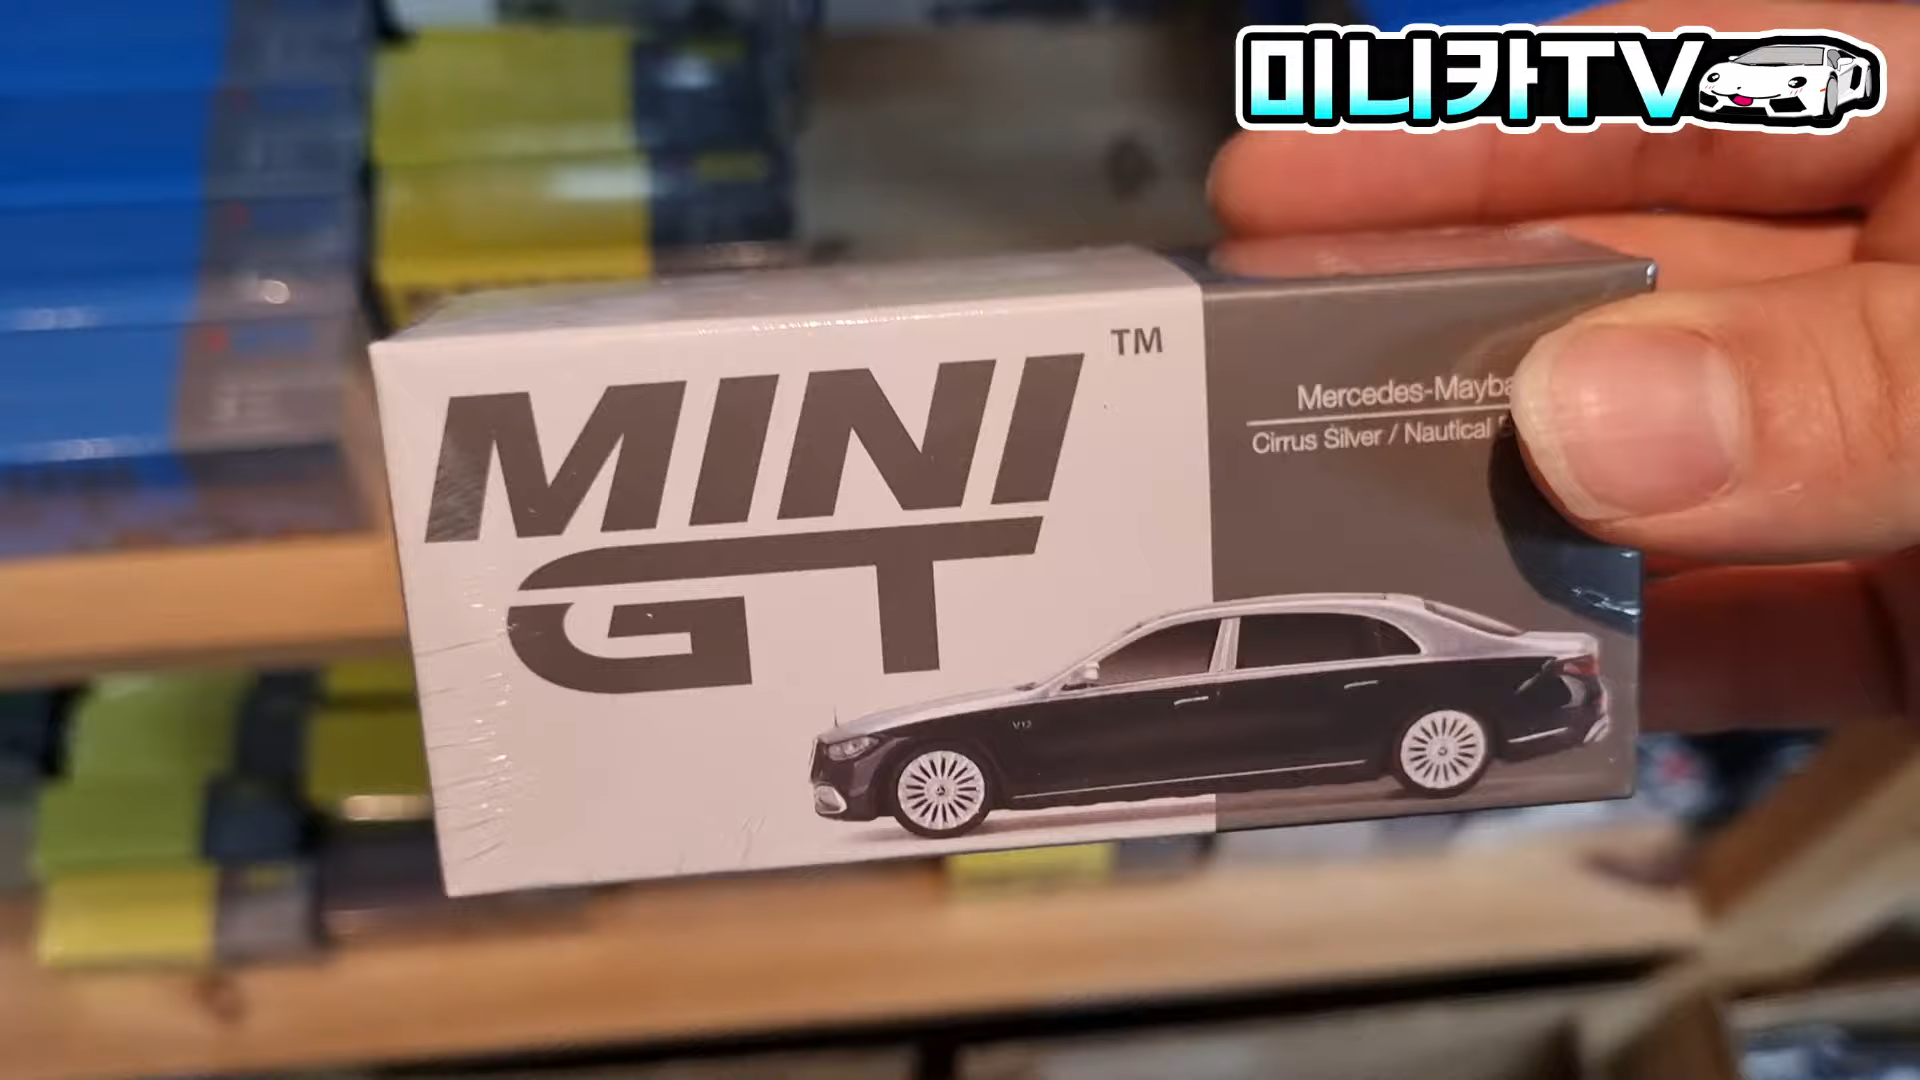 미니카TV
MINI
GT
TM
Mercedes-Mayba
Cirrus Silver / Nautical
V12